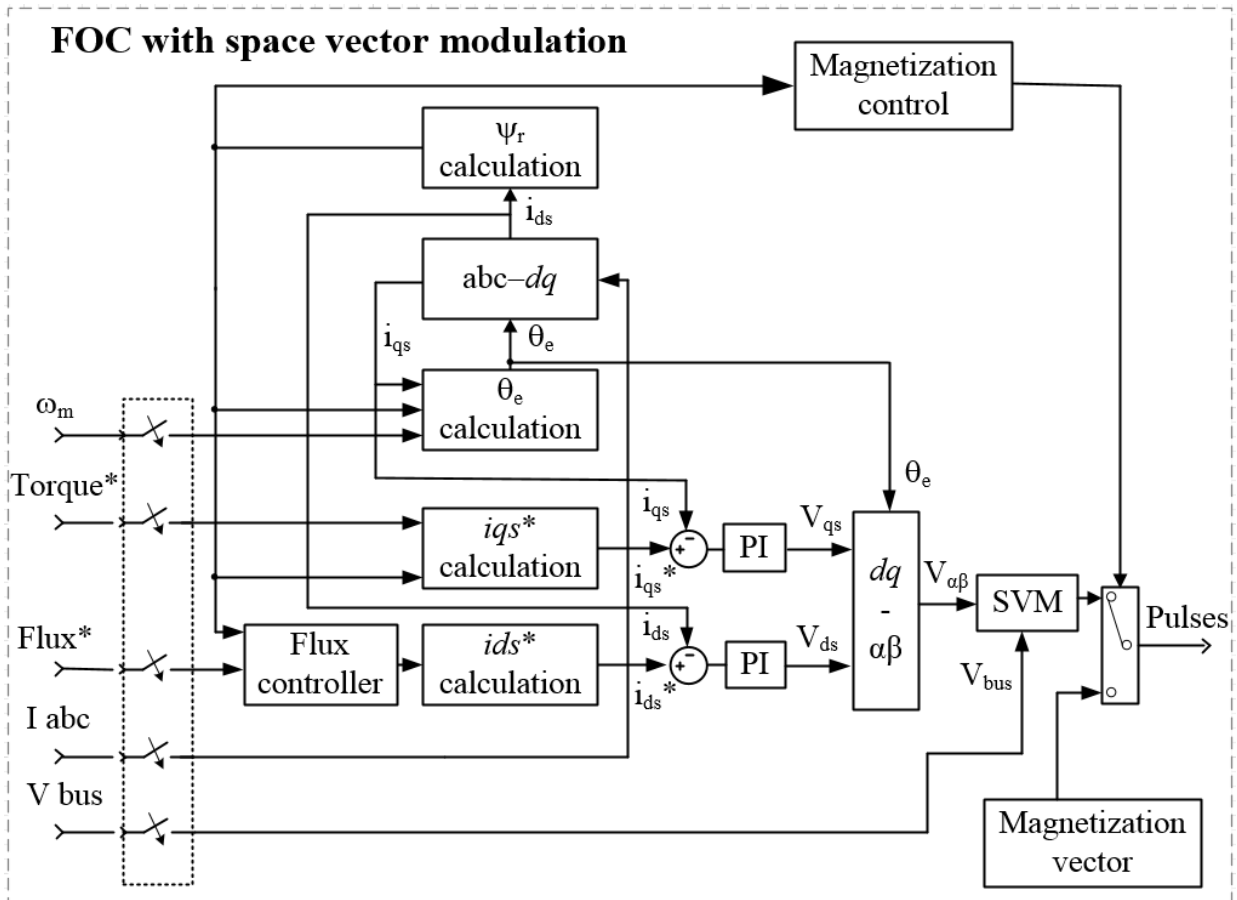 FOC with space vector modulation
Magnetization
control
ψr
calculation
ids
abc–dq
iqs
θe
θe
calculation
ωm
Torque*
iqs*
calculation
iqs
iqs*
PI
Vqs
θe
dq
-
αβ
Vαβ
SVM
Pulses
Flux*
Flux
controller
ids*
calculation
ids
ids*
PI
Vds
Vbus
I abc
V bus
Magnetization
vector